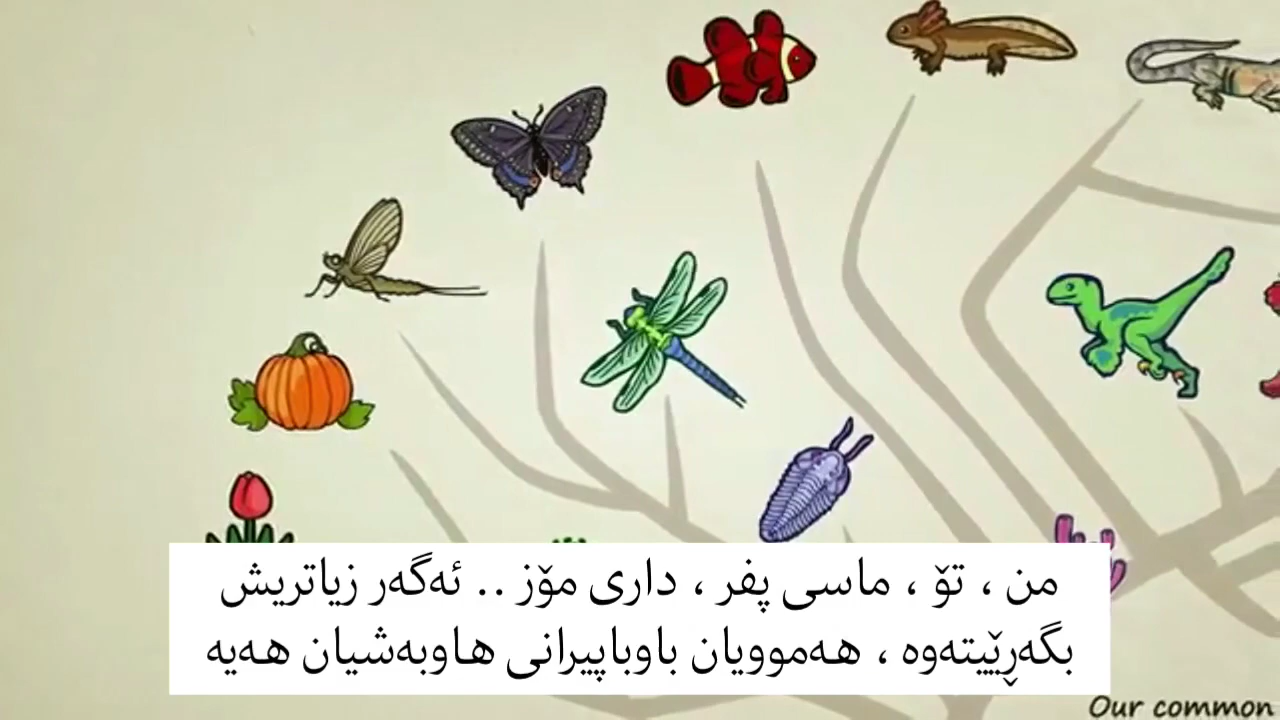 من ، تۆ ، ماسی پفر ، داری مۆز .. ئەگەر زیاتریش
بگەڕێیتەوە ، هەموویان باوباپیرانی هاوبەشیان هەیە
Our common